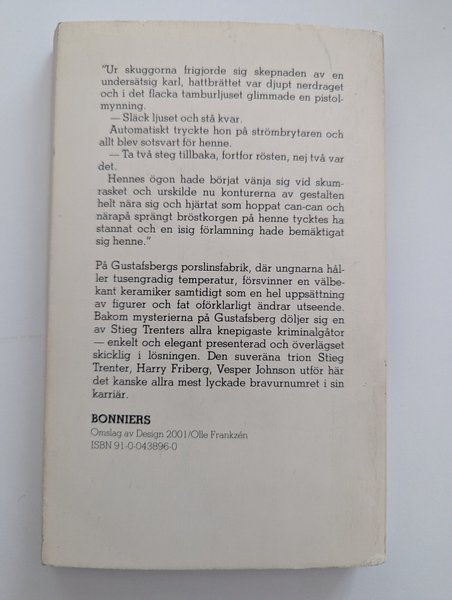 "Ur skuggorna frigjorde sig skepnaden av en
undersätsig karl, hattbrättet var djupt nerdraget
och i det flacka tamburljuset glimmade en pistol-
mynning.
— Släck ljuset och stå kvar.
Automatiskt tryckte hon på strömbrytaren och
allt blev sotsvart för henne.
— Ta två steg tillbaka, fortfor rösten, nej två var
det.
Hennes ögon hade börjat vänja sig vid skum-
rasket och urskilde nu konturerna av gestalten
helt nära sig och hjärtat som hoppat can-can och
närapå sprängt bröstkorgen på henne tycktes ha
stannat och en isig förlamning hade bemäktigat
sig henne."
På Gustafsbergs porslinsfabrik, där ungnarna hål-
ler tusengradig temperatur, försvinner en välbe-
kant keramiker samtidigt som en hel uppsättning
av figurer och fat oförklarligt ändrar utseende.
Bakom mysterierna på Gustafsberg döljer sig en
av Stieg Trenters allra knepigaste kriminalgåtor
— enkelt och elegant presenterad och överlägset
skicklig i lösningen. Den suveräna trion Stieg
Trenter, Harry Friberg, Vesper Johnson utför här
det kanske allra mest lyckade bravurnumret i sin
karriär.
BONNIERS
Omslag av Design 2001/Olle Frankzén
ISBN 91-0-043896-0